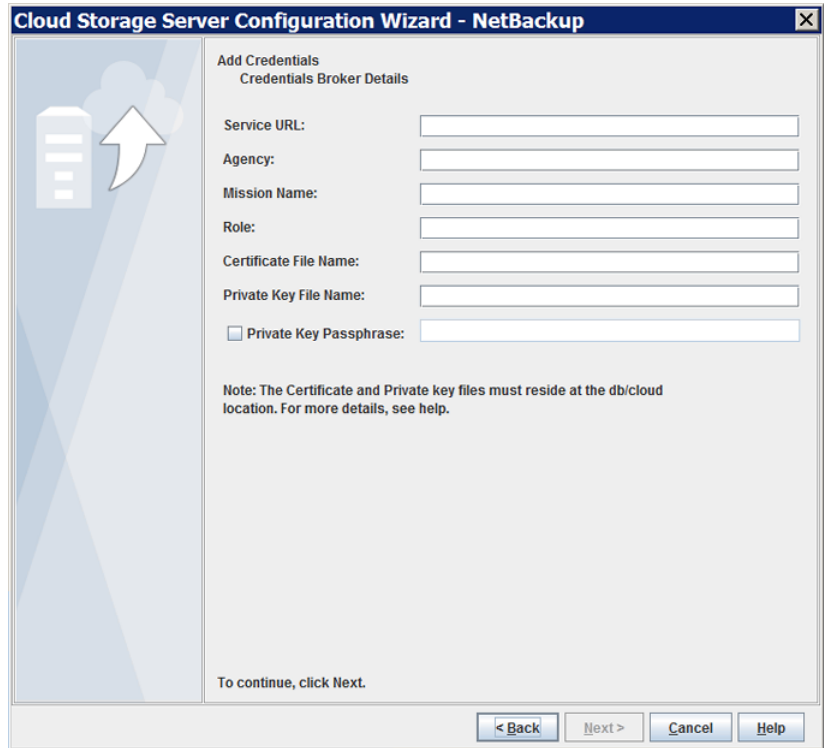 Cloud Storage Server Configuration Wizard - NetBackup
Add Credentials
Credentials Broker Details
Service URL:
Agency:
Mission Name:
Role:
Certificate File Name:
Private Key File Name:
Private Key Passphrase:
Note: The Certificate and Private key files must reside at the db/cloud
location. For more details, see help.
To continue, click Next.
< Back Next > Cancel Help